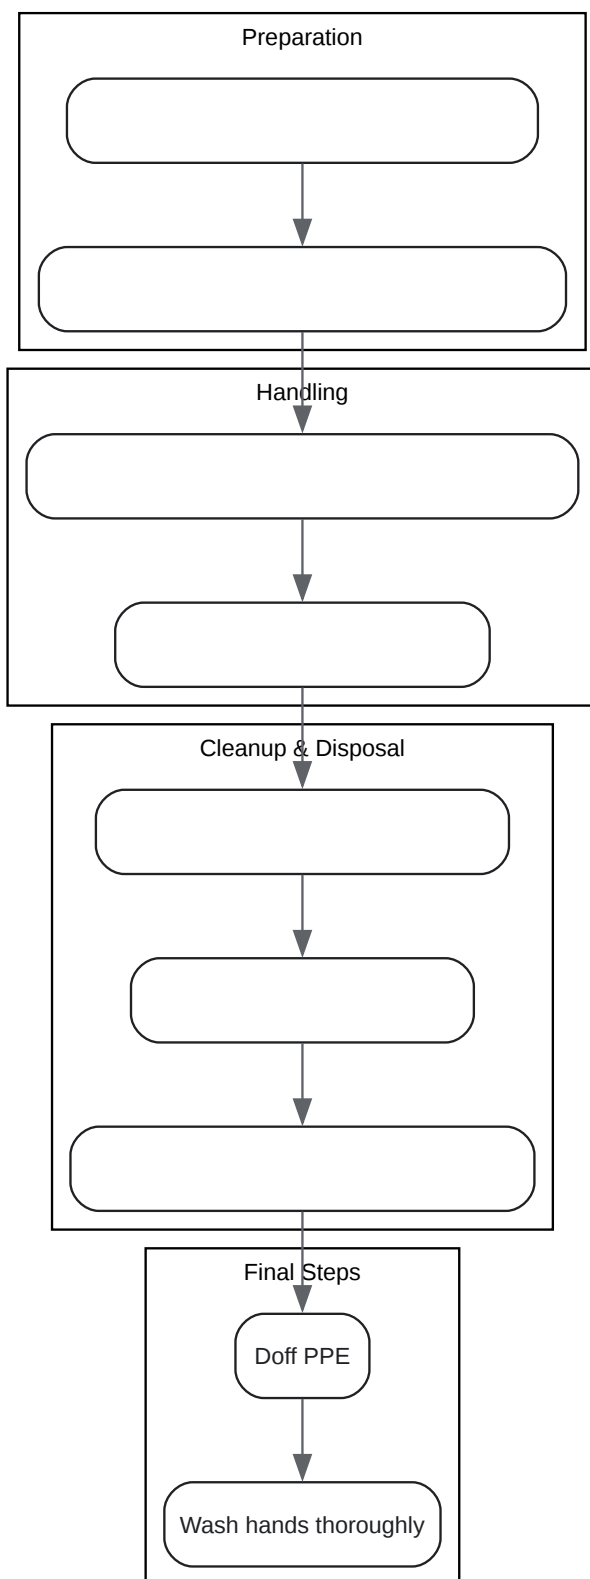 Preparation
Handling
Cleanup & Disposal
Final Steps
Doff PPE
Wash hands thoroughly